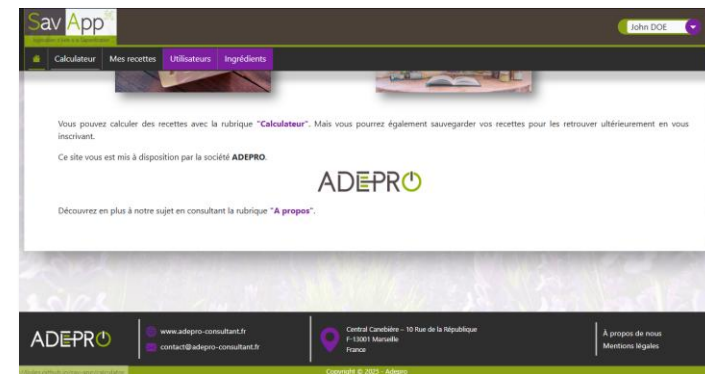 Sav App
John DOE
Calculateur Mes recettes Utilisateurs Ingrédients
Vous pouvez calculer des recettes avec la rubrique "Calculateur". Mais vous pourrez également sauvegarder vos recettes pour les retrouver ultérieurement en vous
inscrivant.
Ce site vous est mis à disposition par la société ADEPRO.
ADEPRO
Découvrez en plus à notre sujet en consultant la rubrique "A propos".
ADEPRO
www.adepro-consultant.fr
contact@adepro-consultant.fr
Central Canebière – 10 Rue de la République
F-13001 Marseille
France
À propos de nous
Mentions légales
Copyright © 2025 - Adepro